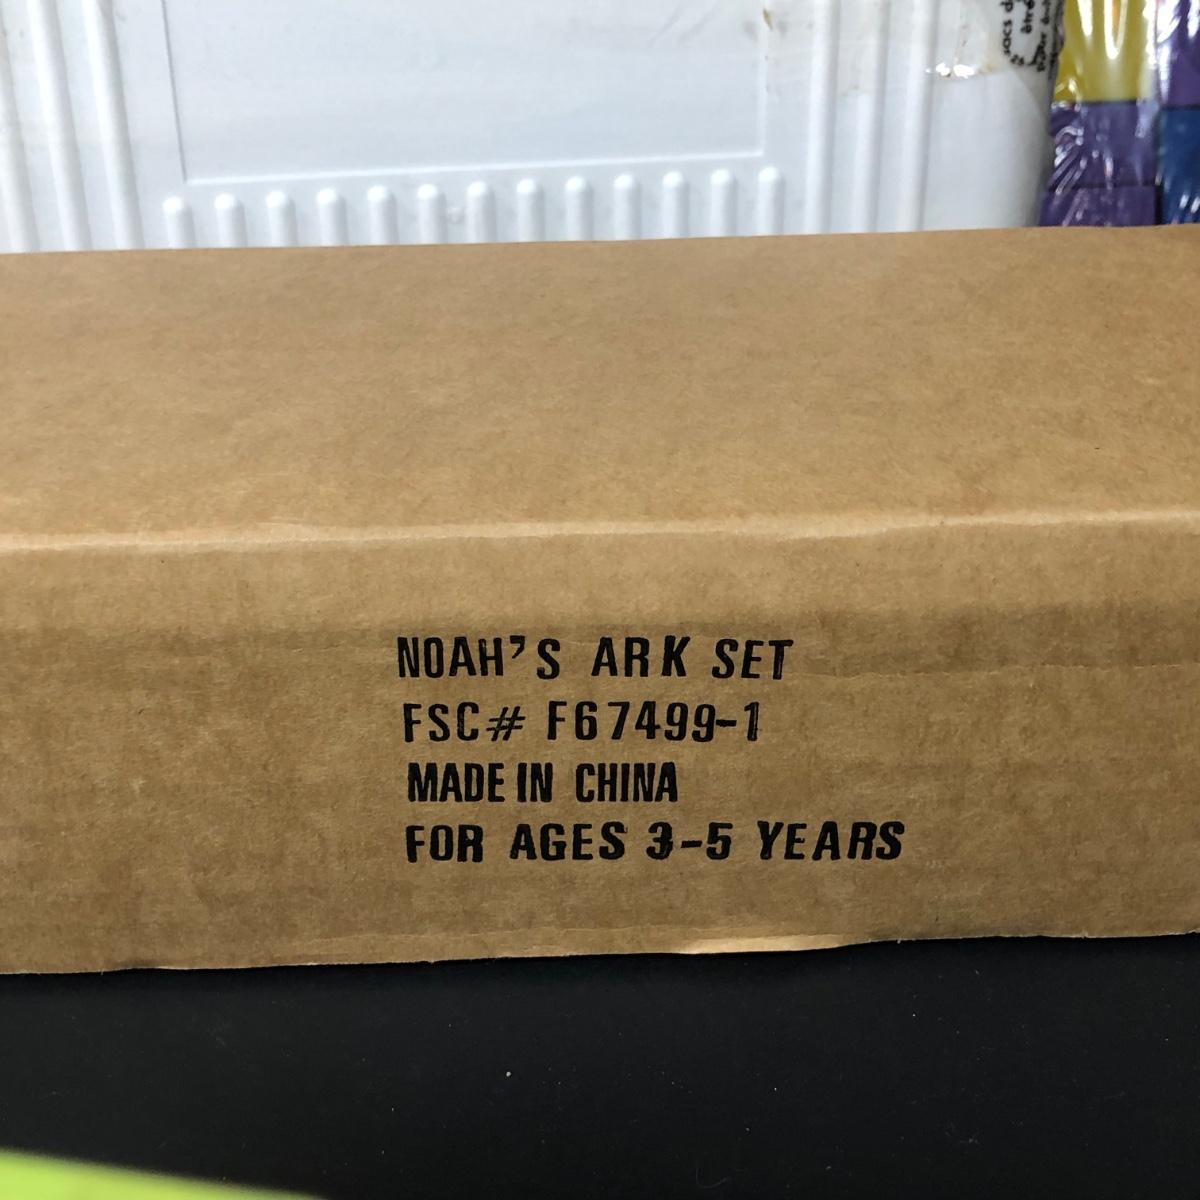 NOAH'S ARK SET
FSC# F67499-1
MADE IN CHINA
FOR AGES 3-5 YEARS